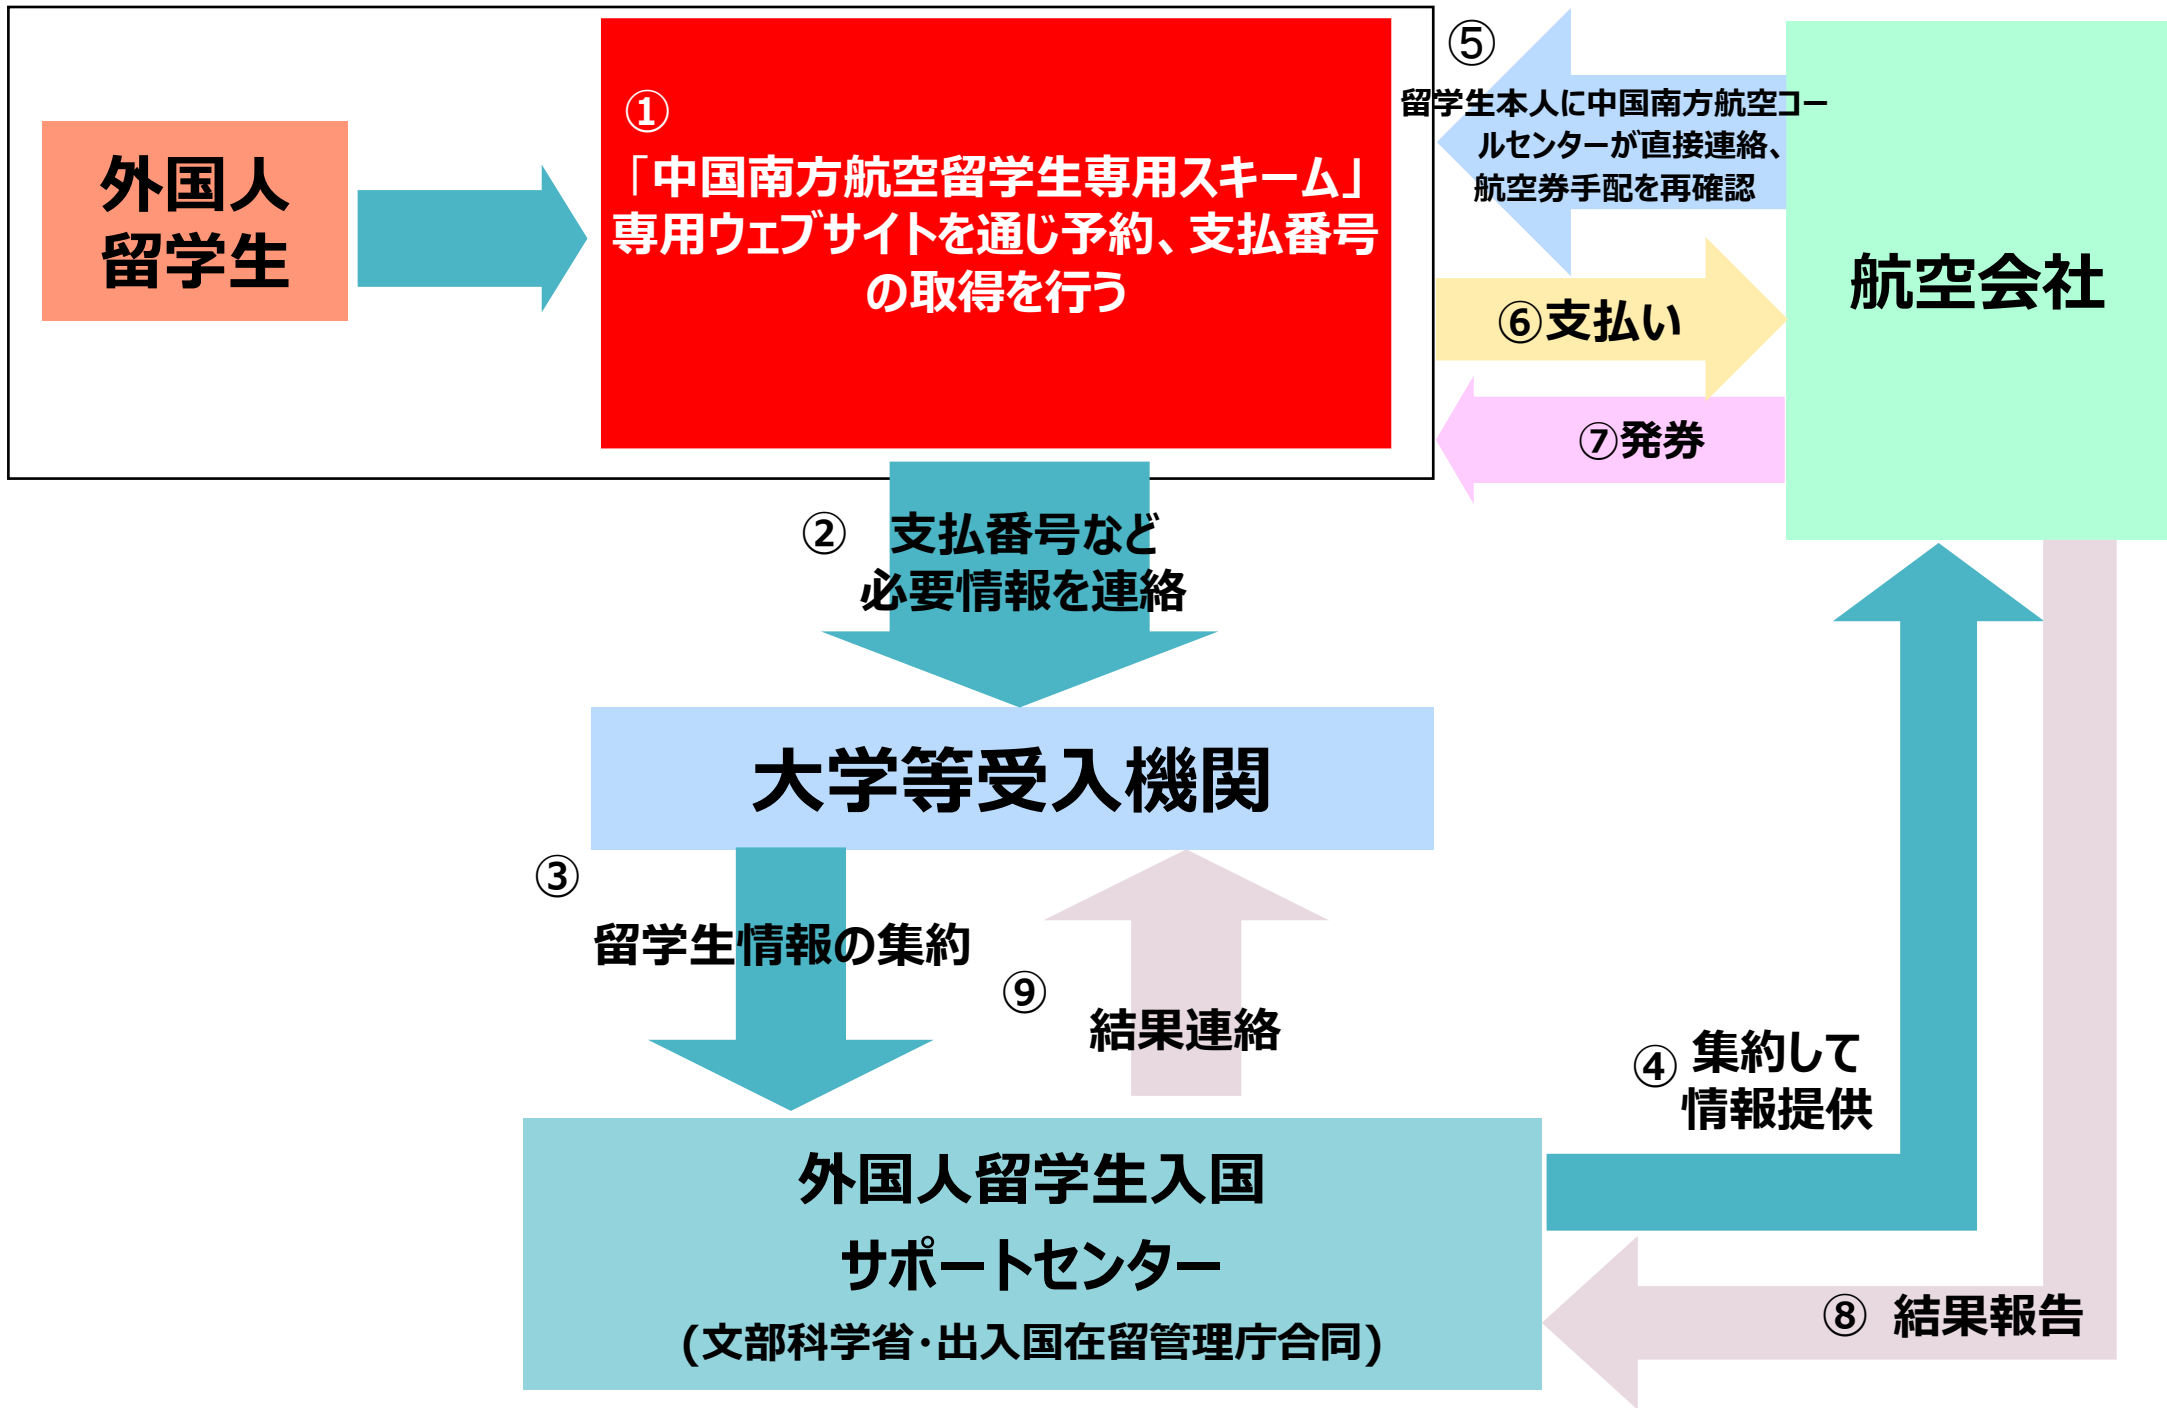 外国人
留学生
①
「中国南方航空留学生専用スキーム」
専用ウェブサイトを通じ予約、支払番号
の取得を行う
⑤
留学生本人に中国南方航空コー
ルセンターが直接連絡、
航空券手配を再確認
航空会社
⑥支払い
⑦発券
② 支払番号など
必要情報を連絡
大学等受入機関
③
留学生情報の集約
⑨
結果連絡
④ 集約して
情報提供
外国人留学生入国
サポートセンター
(文部科学省・出入国在留管理庁合同)
⑧ 結果報告